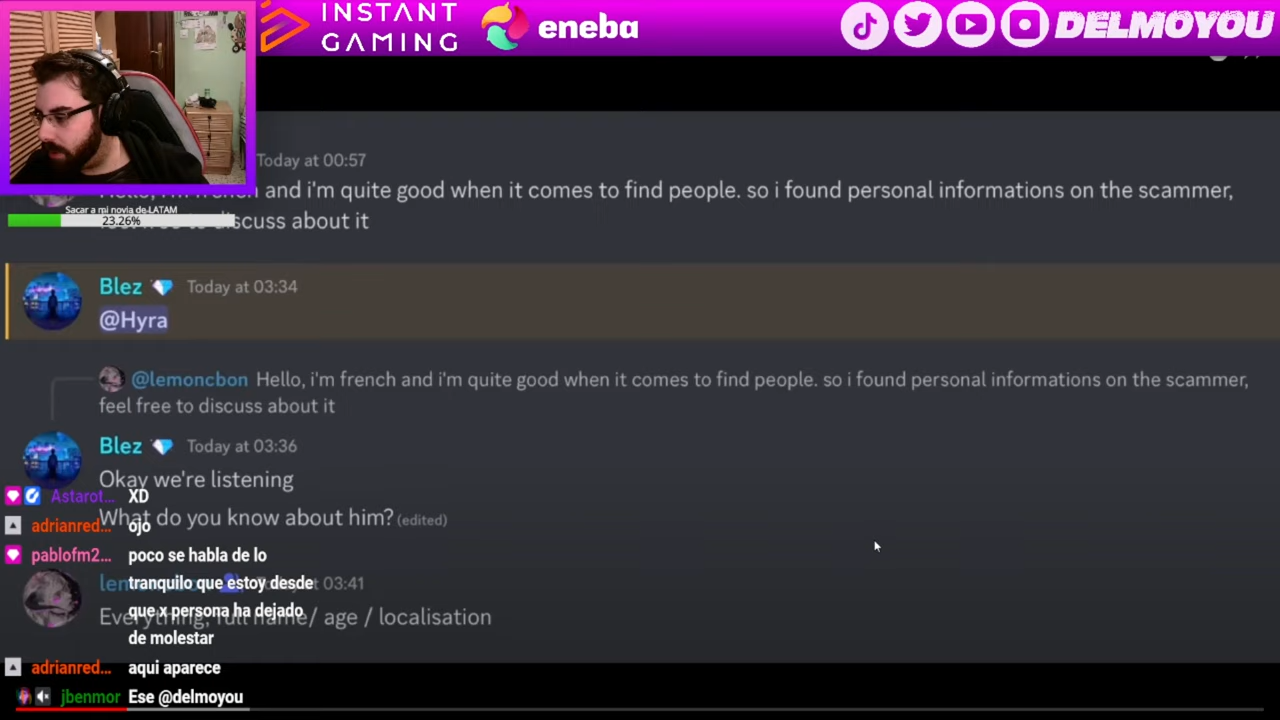 INSTANT
GAMING
eneba
DELMOYOU
Today at 00:57
and i'm quite good when it comes to find people. so i found personal informations on the scammer,
Sacar a mi novia de LATAM
23.26%
discuss about it
Blez Today at 03:34
@Hyra
@lemoncbon Hello, i'm french and i'm quite good when it comes to find people. so i found personal informations on the scammer,
feel free to discuss about it
Blez Today at 03:36
Okay we're listening
Astarot... XD
What do you know about him? (edited)
adrianred... ojo
pablofm2... poco se habla de lo
tranquilo que estoy desde
Today at 03:41
que x persona ha dejado
Everything, full name/ age / localisation
de molestar
adrianred... aqui aparece
jbenmor Ese @delmoyou